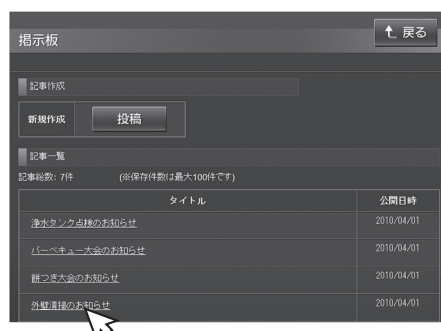 掲示板
戻る
記事作成
新規作成 投稿
記事一覧
記事総数: 7件 (※保存件数は最大100件です)
タイトル 公開日時
浄水タンク点検のお知らせ 2010/04/01
バーベキュー大会のお知らせ 2010/04/01
餅つき大会のお知らせ 2010/04/01
外壁清掃のお知らせ 2010/04/01